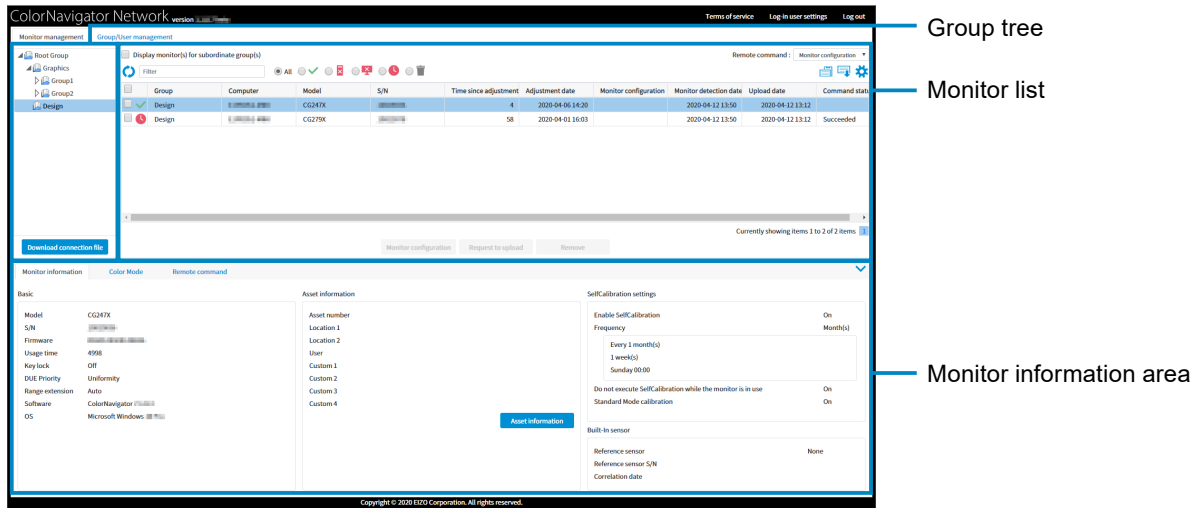 ColorNavigator Network version
Terms of service Log-in user settings Log out
Monitor management Group/User management
Group tree
Root Group
Graphics
Group1
Group2
Design
Download connection file
Display monitor(s) for subordinate group(s)
Remote command : Monitor configuration
Filter
All
Monitor list
Group Computer Model S/N Time since adjustment Adjustment date Monitor configuration Monitor detection date Upload date Command statu
Design CG247X 4 2020-04-06 14:20 2020-04-12 13:50 2020-04-12 13:12
Design CG279X 58 2020-04-01 16:03 2020-04-12 13:50 2020-04-12 13:12 Succeeded
Currently showing items 1 to 2 of 2 items 1
Monitor configuration Request to upload Remove
Monitor information Color Mode Remote command
Basic
Model CG247X
S/N
Firmware
Usage time 4998
Key lock Off
DUE Priority Uniformity
Range extension Auto
Software ColorNavigator
OS Microsoft Windows
Asset information
Asset number
Location 1
Location 2
User
Custom 1
Custom 2
Custom 3
Custom 4
Asset information
SelfCalibration settings
Enable SelfCalibration On
Frequency Month(s)
Every 1 month(s)
1 week(s)
Sunday 00:00
Do not execute SelfCalibration while the monitor is in use On
Standard Mode calibration On
Built-In sensor
Reference sensor None
Reference sensor S/N
Correlation date
Monitor information area
Copyright © 2020 EIZO Corporation. All rights reserved.